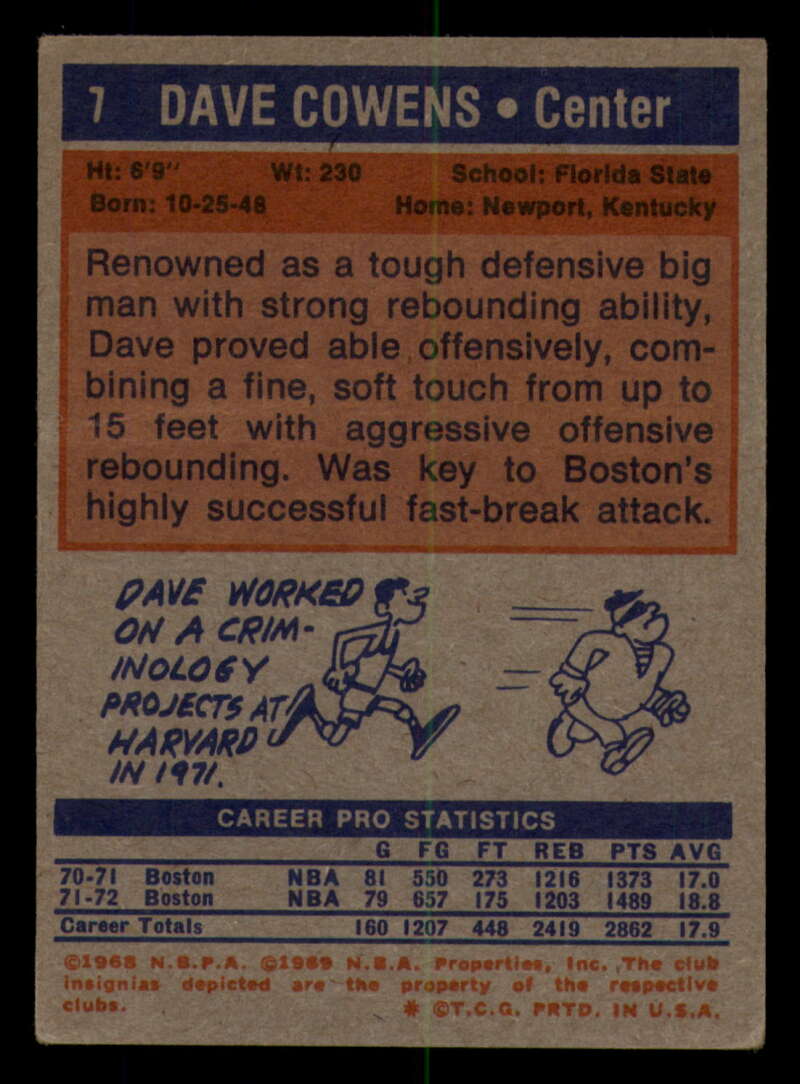 7 DAVE COWENS • Center
Ht: 6'9" Wt: 230 School: Florida State
Born: 10-25-48 Home: Newport, Kentucky
Renowned as a tough defensive big
man with strong rebounding ability,
Dave proved able offensively, com-
bining a fine, soft touch from up to
15 feet with aggressive offensive
rebounding. Was key to Boston's
highly successful fast-break attack.
DAVE WORKED
ON A CRIM-
INOLOGY
PROJECTS AT
HARVARD
IN 1971.
CAREER PRO STATISTICS
G FG FT REB PTS AVG
70-71 Boston NBA 81 550 273 1216 1373 17.0
71-72 Boston NBA 79 657 175 1203 1489 18.8
Career Totals 160 1207 448 2419 2862 17.9
©1968 N.B.P.A. ©1969 N.B.A. Properties, Inc. The club
insignias depicted are the property of the respective
clubs. * ©T.C.G. PRTD. IN U.S.A.